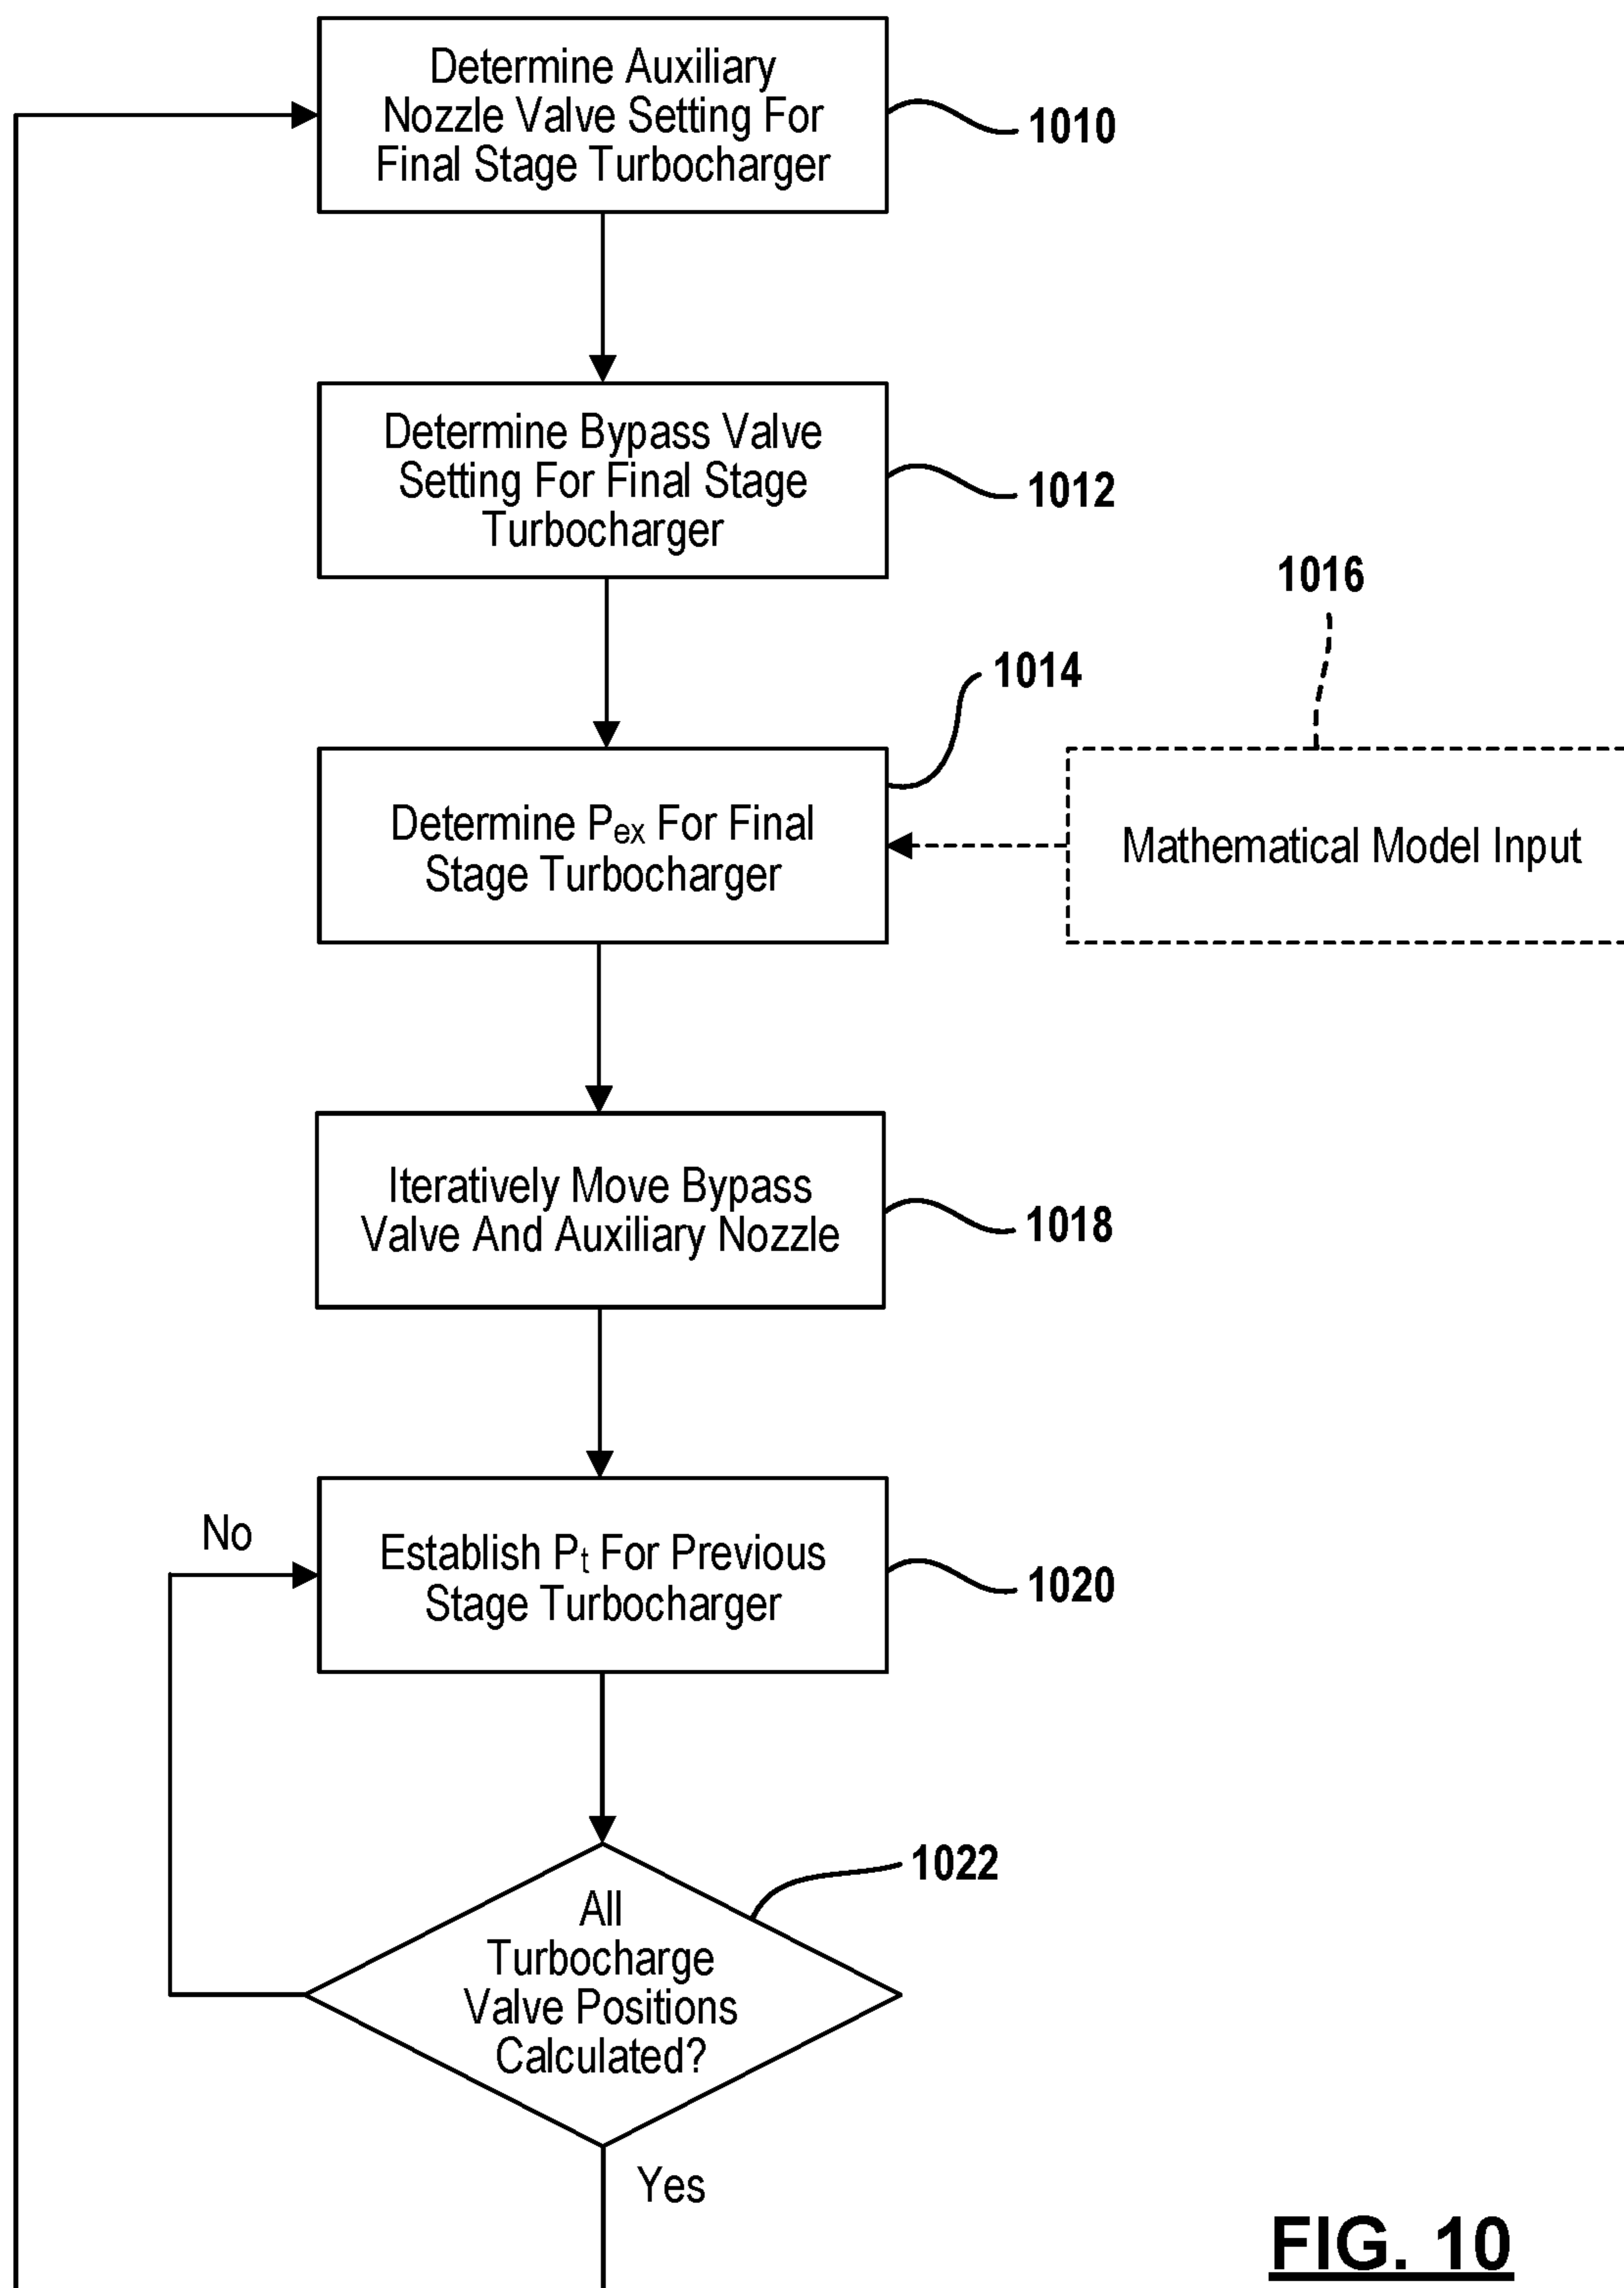 Determine Auxiliary
Nozzle Valve Setting For
Final Stage Turbocharger
1010
Determine Bypass Valve
Setting For Final Stage
Turbocharger
1012
1016
1014
Determine Pex For Final
Stage Turbocharger
Mathematical Model Input
Iteratively Move Bypass
Valve And Auxiliary Nozzle
1018
No
Establish Pt For Previous
Stage Turbocharger
1020
1022
All
Turbocharge
Valve Positions
Calculated?
Yes
FIG. 10